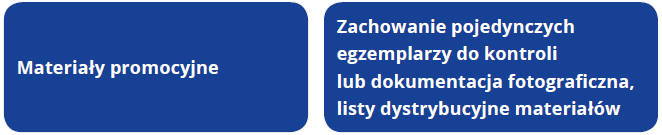 Materiały promocyjne
Zachowanie pojedynczych
egzemplarzy do kontroli
lub dokumentacja fotograficzna,
listy dystrybucyjne materiałów